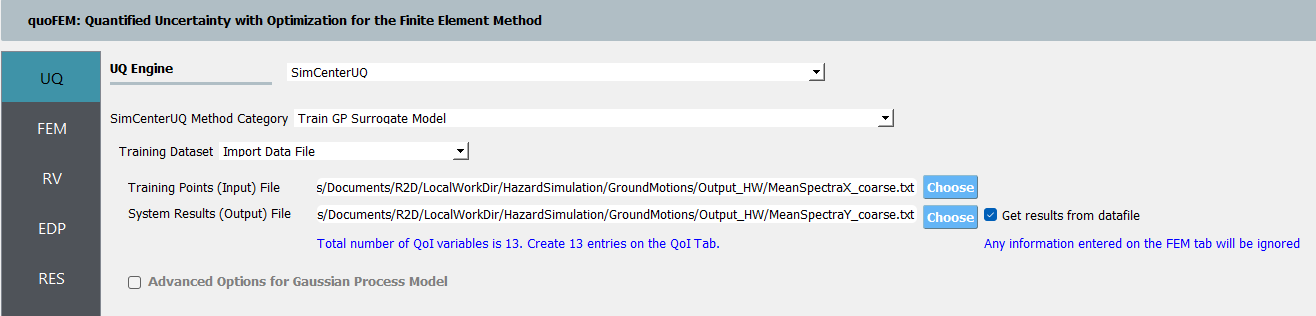 quoFEM: Quantified Uncertainty with Optimization for the Finite Element Method
UQ
FEM
RV
EDP
RES
UQ Engine
SimCenterUQ
SimCenterUQ Method Category
Train GP Surrogate Model
Training Dataset
Import Data File
Training Points (Input) File
s/Documents/R2D/LocalWorkDir/HazardSimulation/GroundMotions/Output_HW/MeanSpectraX_coarse.txt
Choose
System Results (Output) File
s/Documents/R2D/LocalWorkDir/HazardSimulation/GroundMotions/Output_HW/MeanSpectraY_coarse.txt
Choose
Get results from datafile
Total number of QoI variables is 13. Create 13 entries on the QoI Tab.
Any information entered on the FEM tab will be ignored
Advanced Options for Gaussian Process Model